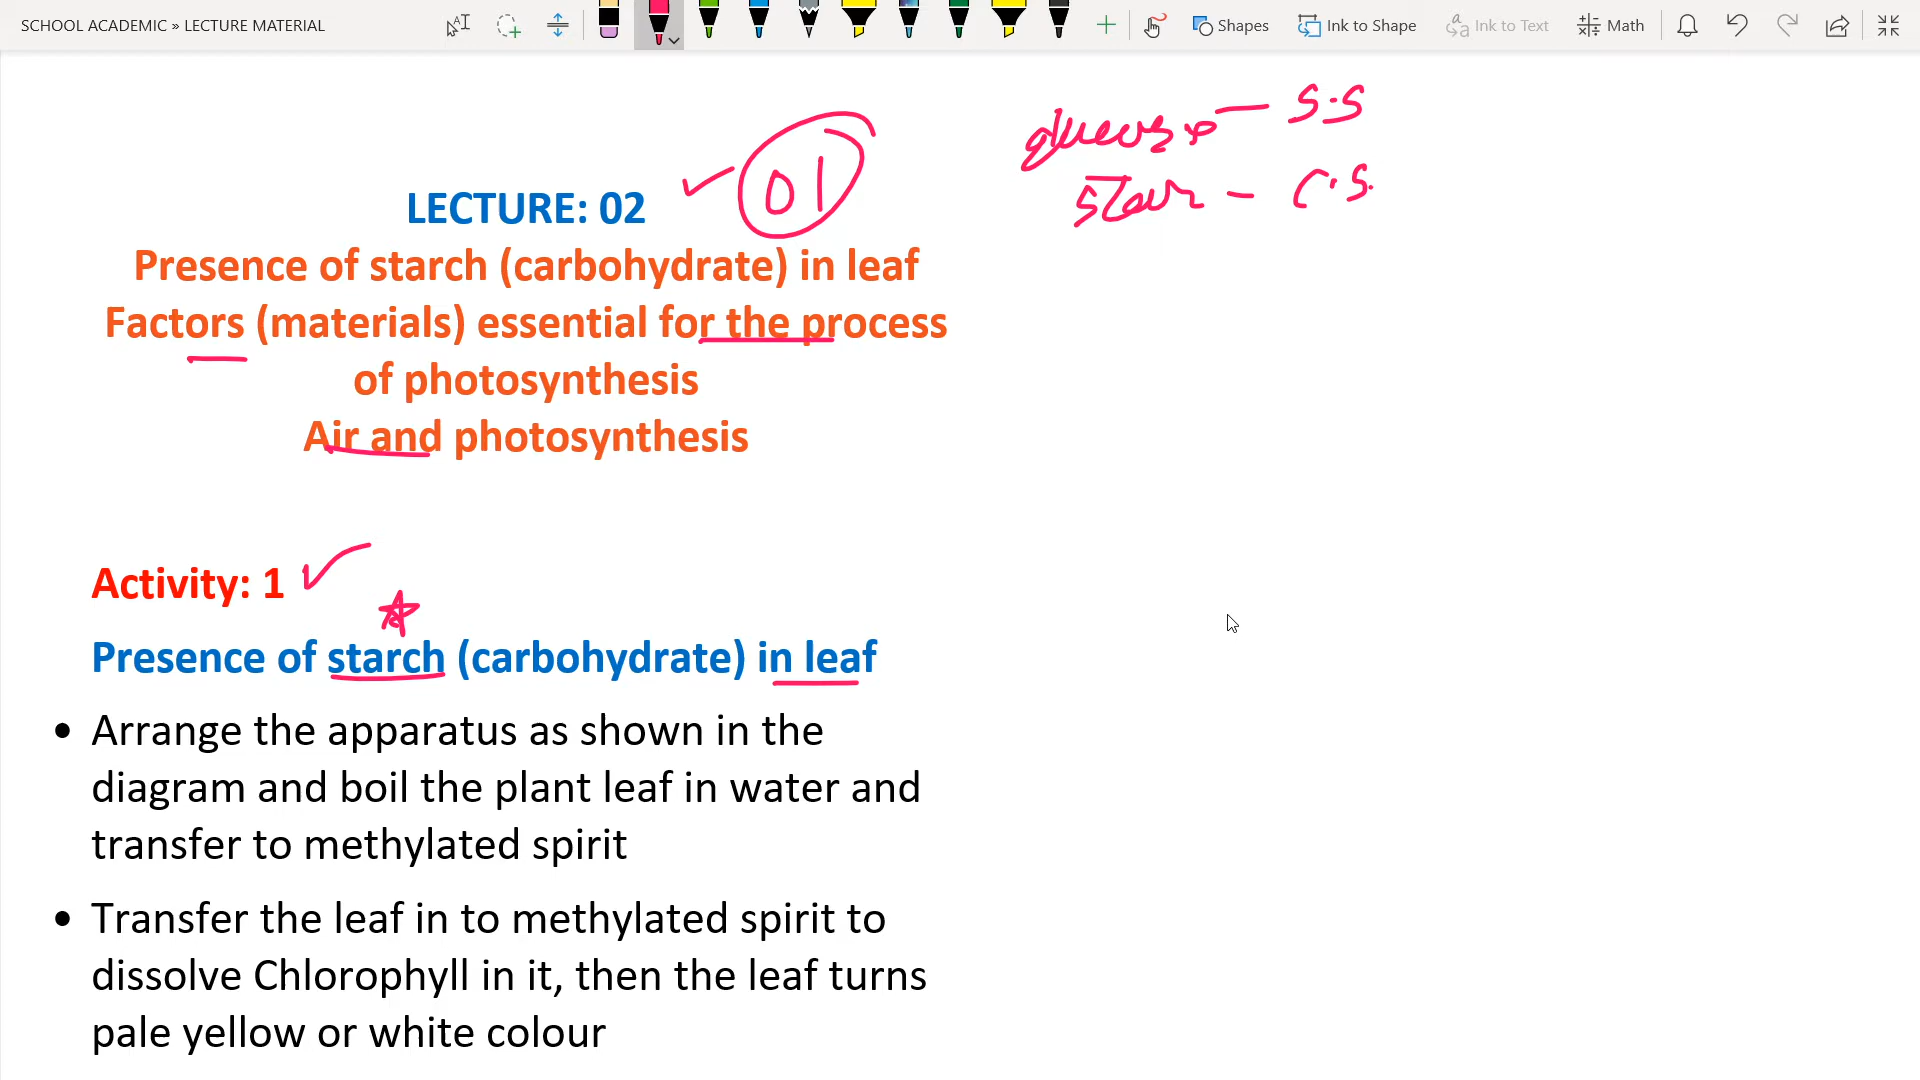 SCHOOL ACADEMIC » LECTURE MATERIAL
Shapes
Ink to Shape
Ink to Text
Math
— S.S
01
– C.S.
LECTURE: 02
Presence of starch (carbohydrate) in leaf
Factors (materials) essential for the process
of photosynthesis
Air and photosynthesis
Activity: 1
Presence of starch (carbohydrate) in leaf
• Arrange the apparatus as shown in the
diagram and boil the plant leaf in water and
transfer to methylated spirit
• Transfer the leaf in to methylated spirit to
dissolve Chlorophyll in it, then the leaf turns
pale yellow or white colour